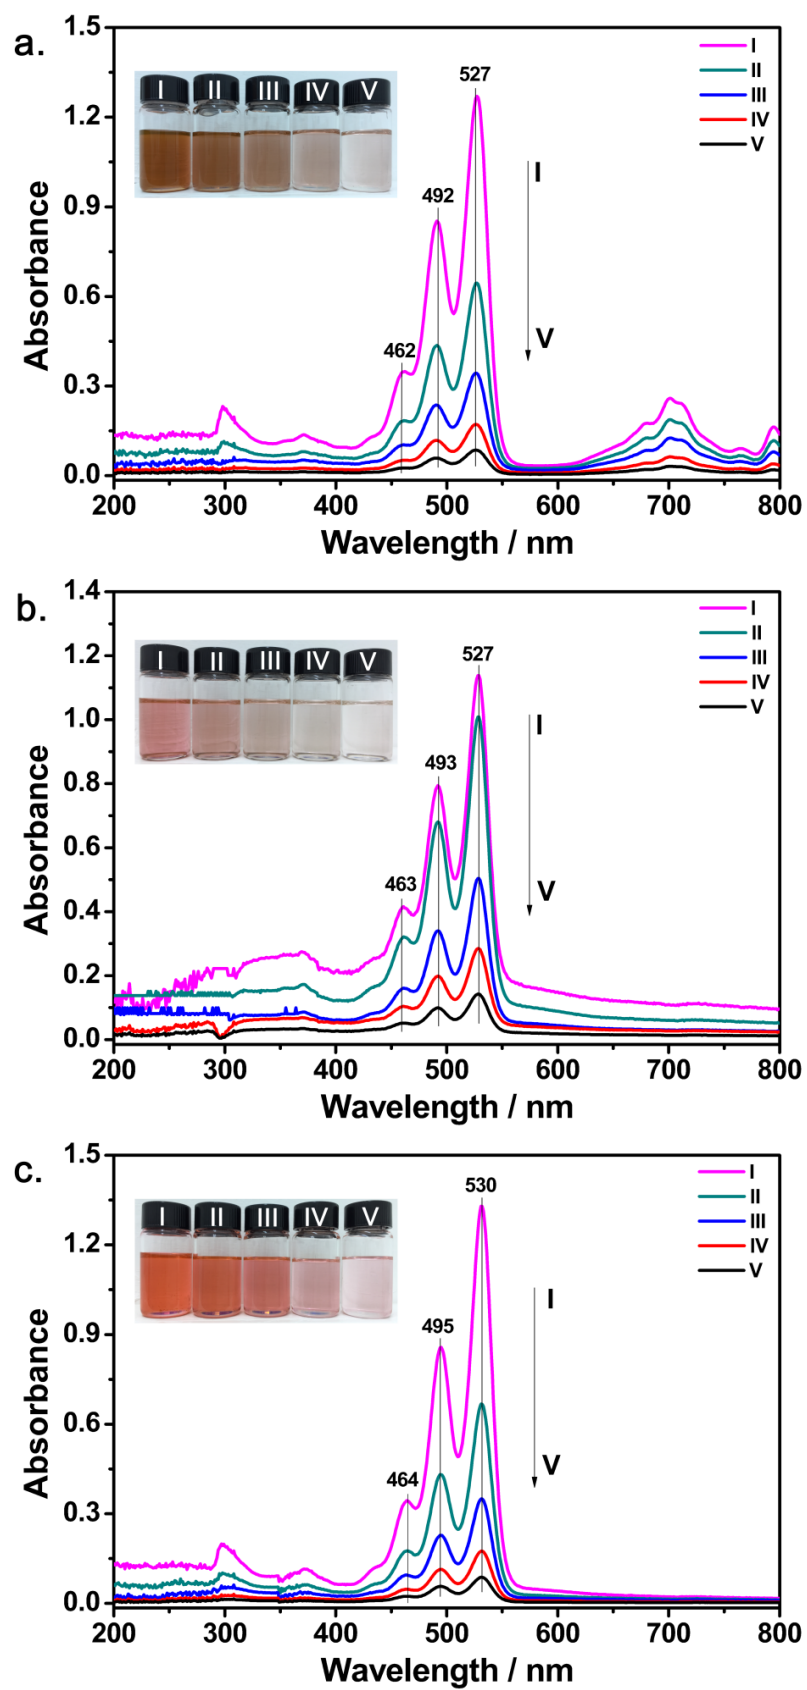 a.
1.5
1.2
0.9
0.6
0.3
0.0
Absorbance
I II III IV V
462
492
527
I
V
I
II
III
IV
V
200 300 400 500 600 700 800
Wavelength / nm
b.
1.4
1.2
1.0
0.8
0.6
0.4
0.2
0.0
Absorbance
I II III IV V
463
493
527
I
V
I
II
III
IV
V
200 300 400 500 600 700 800
Wavelength / nm
c.
1.5
1.2
0.9
0.6
0.3
0.0
Absorbance
I II III IV V
464
495
530
I
V
I
II
III
IV
V
200 300 400 500 600 700 800
Wavelength / nm